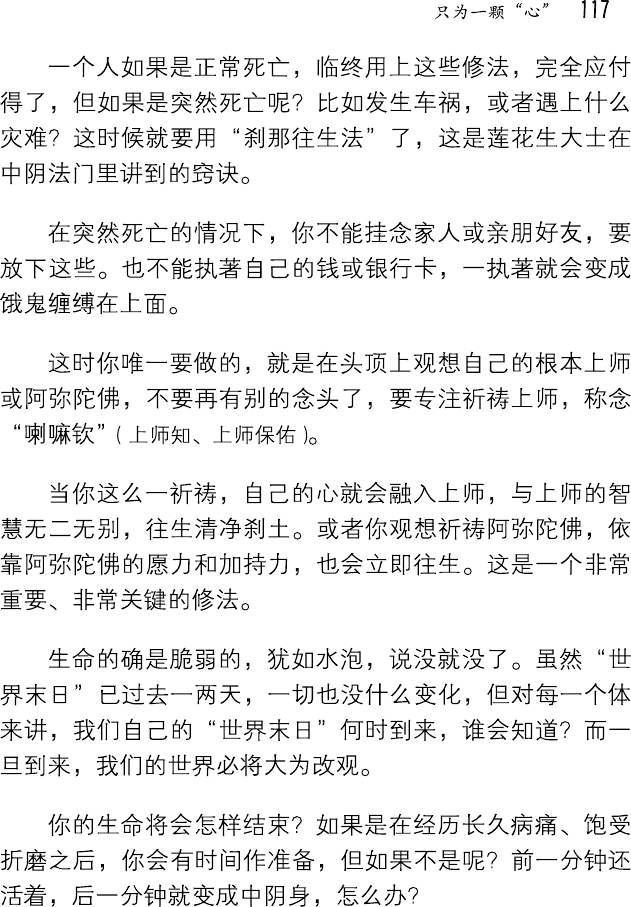 只为一颗“心” 117
一个人如果是正常死亡，临终用上这些修法，完全应付
得了，但如果是突然死亡呢？比如发生车祸，或者遇上什么
灾难？这时候就要用“刹那往生法”了，这是莲花生大士在
中阴法门里讲到的窍诀。
在突然死亡的情况下，你不能挂念家人或亲朋好友，要
放下这些。也不能执著自己的钱或银行卡，一执著就会变成
饿鬼缠缚在上面。
这时你唯一要做的，就是在头顶上观想自己的根本上师
或阿弥陀佛，不要再有别的念头了，要专注祈祷上师，称念
“喇嘛钦”（上师知、上师保佑）。
当你这么一祈祷，自己的心就会融入上师，与上师的智
慧无二无别，往生清净刹土。或者你观想祈祷阿弥陀佛，依
靠阿弥陀佛的愿力和加持力，也会立即往生。这是一个非常
重要、非常关键的修法。
生命的确是脆弱的，犹如水泡，说没就没了。虽然“世
界末日”已过去一两天，一切也没什么变化，但对每一个体
来讲，我们自己的“世界末日”何时到来，谁会知道？而一
旦到来，我们的世界必将大为改观。
你的生命将会怎样结束？如果是在经历长久病痛、饱受
折磨之后，你会有时间作准备，但如果不是呢？前一分钟还
活着，后一分钟就变成中阴身，怎么办？